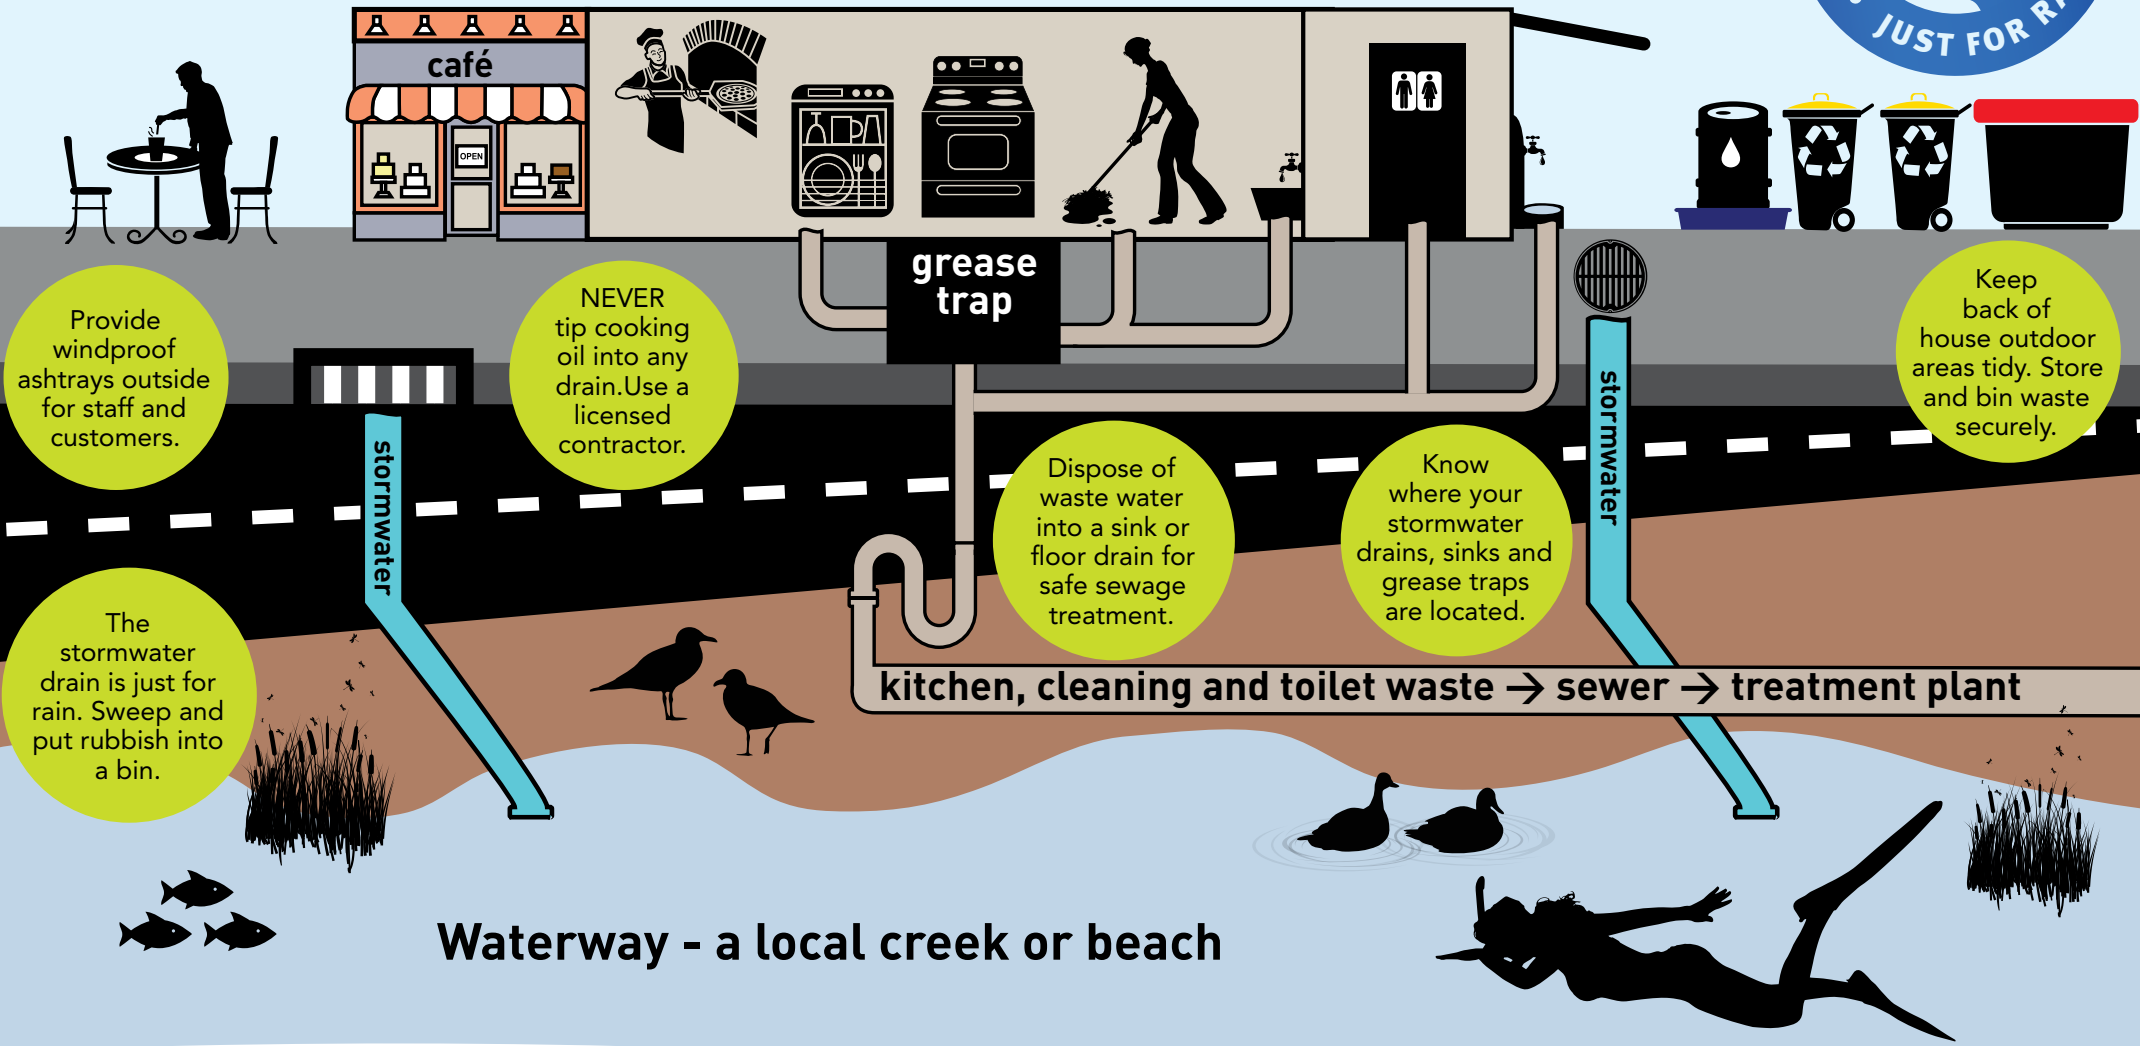 JUST FOR
café
OPEN
grease
trap
Provide
windproof
ashtrays outside
for staff and
customers.
NEVER
tip cooking
oil into any
drain.Use a
licensed
contractor.
Keep
back of
house outdoor
areas tidy. Store
and bin waste
securely.
stormwater
stormwater
Dispose of
waste water
into a sink or
floor drain for
safe sewage
treatment.
Know
where your
stormwater
drains, sinks and
grease traps
are located.
The
stormwater
drain is just for
rain. Sweep and
put rubbish into
a bin.
kitchen, cleaning and toilet waste → sewer → treatment plant
Waterway - a local creek or beach